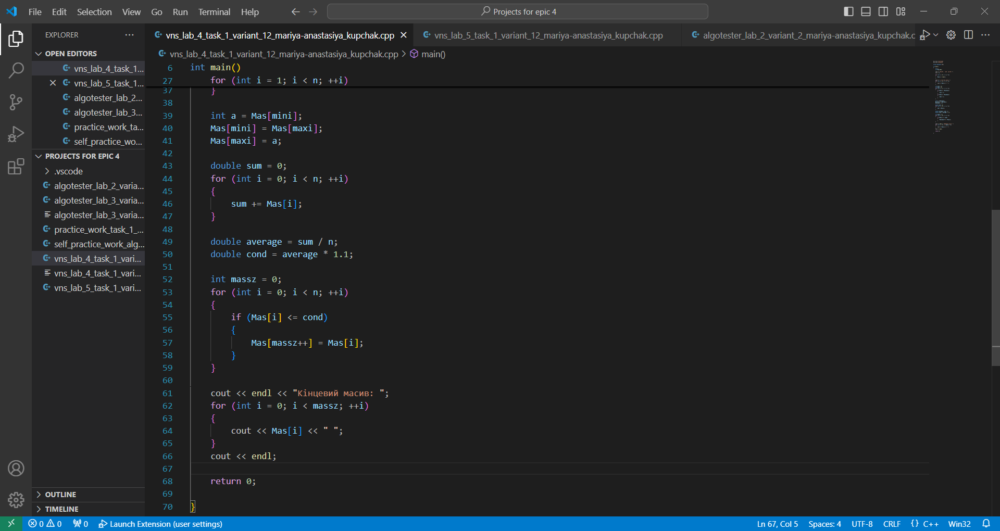 File Edit Selection View Go Run Terminal Help
Projects for epic 4
EXPLORER
vns_lab_4_task_1_variant_12_mariya-anastasiya_kupchak.cpp
vns_lab_5_task_1_variant_12_mariya-anastasiya_kupchak.cpp
algotester_lab_2_variant_2_mariya-anastasiya_kupchak.c
OPEN EDITORS
vns_lab_4_task_1...
vns_lab_5_task_1...
algotester_lab_2...
algotester_lab_3...
practice_work_ta...
self_practice_wo...
PROJECTS FOR EPIC 4
.vscode
algotester_lab_2_varia...
algotester_lab_3_varia...
algotester_lab_3_varia...
practice_work_task_1_...
self_practice_work_alg...
vns_lab_4_task_1_vari...
vns_lab_4_task_1_vari...
vns_lab_5_task_1_vari...
OUTLINE
TIMELINE
vns_lab_4_task_1_variant_12_mariya-anastasiya_kupchak.cpp > main()
6 int main()
27 for (int i = 1; i < n; ++i)
37 }
38
39 int a = Mas[mini];
40 Mas[mini] = Mas[maxi];
41 Mas[maxi] = a;
42
43 double sum = 0;
44 for (int i = 0; i < n; ++i)
45 {
46 sum += Mas[i];
47 }
48
49 double average = sum / n;
50 double cond = average * 1.1;
51
52 int massz = 0;
53 for (int i = 0; i < n; ++i)
54 {
55 if (Mas[i] <= cond)
56 {
57 Mas[massz++] = Mas[i];
58 }
59 }
60
61 cout << endl << "Кінцевий масив: ";
62 for (int i = 0; i < massz; ++i)
63 {
64 cout << Mas[i] << " ";
65 }
66 cout << endl;
67
68 return 0;
69
70 }
0 0 0 Launch Extension (user settings)
Ln 67, Col 5 Spaces: 4 UTF-8 CRLF {} C++ Win32